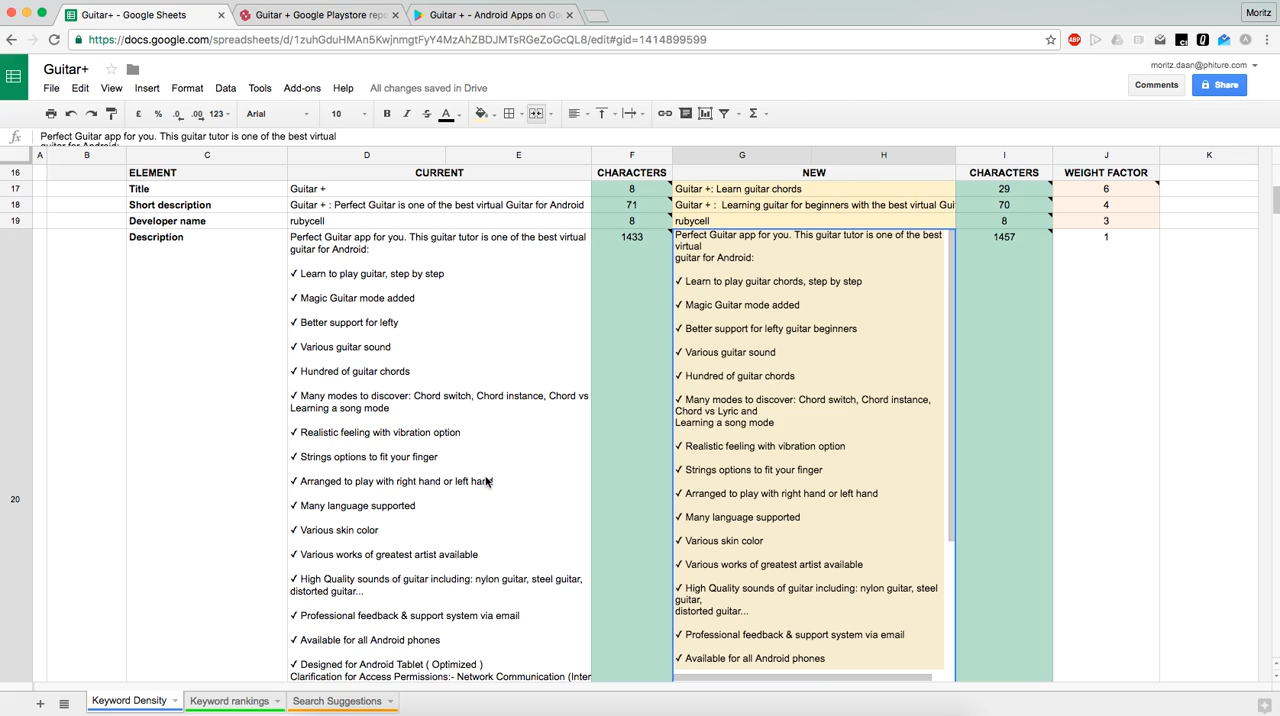 Guitar+ - Google Sheets
Guitar + Google Playstore repo
Guitar + - Android Apps on Go
Moritz
https://docs.google.com/spreadsheets/d/1zuhGduHMAn5KwjnmgtFyY4MzAhZBDJMTsRGeZoGcQL8/edit#gid=1414899599
Guitar+
moritz.daan@phiture.com
File Edit View Insert Format Data Tools Add-ons Help All changes saved in Drive
Comments
Share
£ % .0 .00 123 Arial 10 B I S A
fx Perfect Guitar app for you. This guitar tutor is one of the best virtual
guitar for Android:
A B C D E F G H I J K
16 ELEMENT CURRENT CHARACTERS NEW CHARACTERS WEIGHT FACTOR
17 Title Guitar + 8 Guitar +: Learn guitar chords 29 6
18 Short description Guitar + : Perfect Guitar is one of the best virtual Guitar for Android 71 Guitar + : Learning guitar for beginners with the best virtual Gui 70 4
19 Developer name rubycell 8 rubycell 8 3
20 Description
Perfect Guitar app for you. This guitar tutor is one of the best virtual
guitar for Android:
✓ Learn to play guitar, step by step
✓ Magic Guitar mode added
✓ Better support for lefty
✓ Various guitar sound
✓ Hundred of guitar chords
✓ Many modes to discover: Chord switch, Chord instance, Chord vs
Learning a song mode
✓ Realistic feeling with vibration option
✓ Strings options to fit your finger
✓ Arranged to play with right hand or left hand
✓ Many language supported
✓ Various skin color
✓ Various works of greatest artist available
✓ High Quality sounds of guitar including: nylon guitar, steel guitar,
distorted guitar...
✓ Professional feedback & support system via email
✓ Available for all Android phones
✓ Designed for Android Tablet ( Optimized )
Clarification for Access Permissions:- Network Communication (Inter
1433
Perfect Guitar app for you. This guitar tutor is one of the best
virtual
guitar for Android:
✓ Learn to play guitar chords, step by step
✓ Magic Guitar mode added
✓ Better support for lefty guitar beginners
✓ Various guitar sound
✓ Hundred of guitar chords
✓ Many modes to discover: Chord switch, Chord instance,
Chord vs Lyric and
Learning a song mode
✓ Realistic feeling with vibration option
✓ Strings options to fit your finger
✓ Arranged to play with right hand or left hand
✓ Many language supported
✓ Various skin color
✓ Various works of greatest artist available
✓ High Quality sounds of guitar including: nylon guitar, steel
guitar,
distorted guitar...
✓ Professional feedback & support system via email
✓ Available for all Android phones
1457
1
Keyword Density
Keyword rankings
Search Suggestions